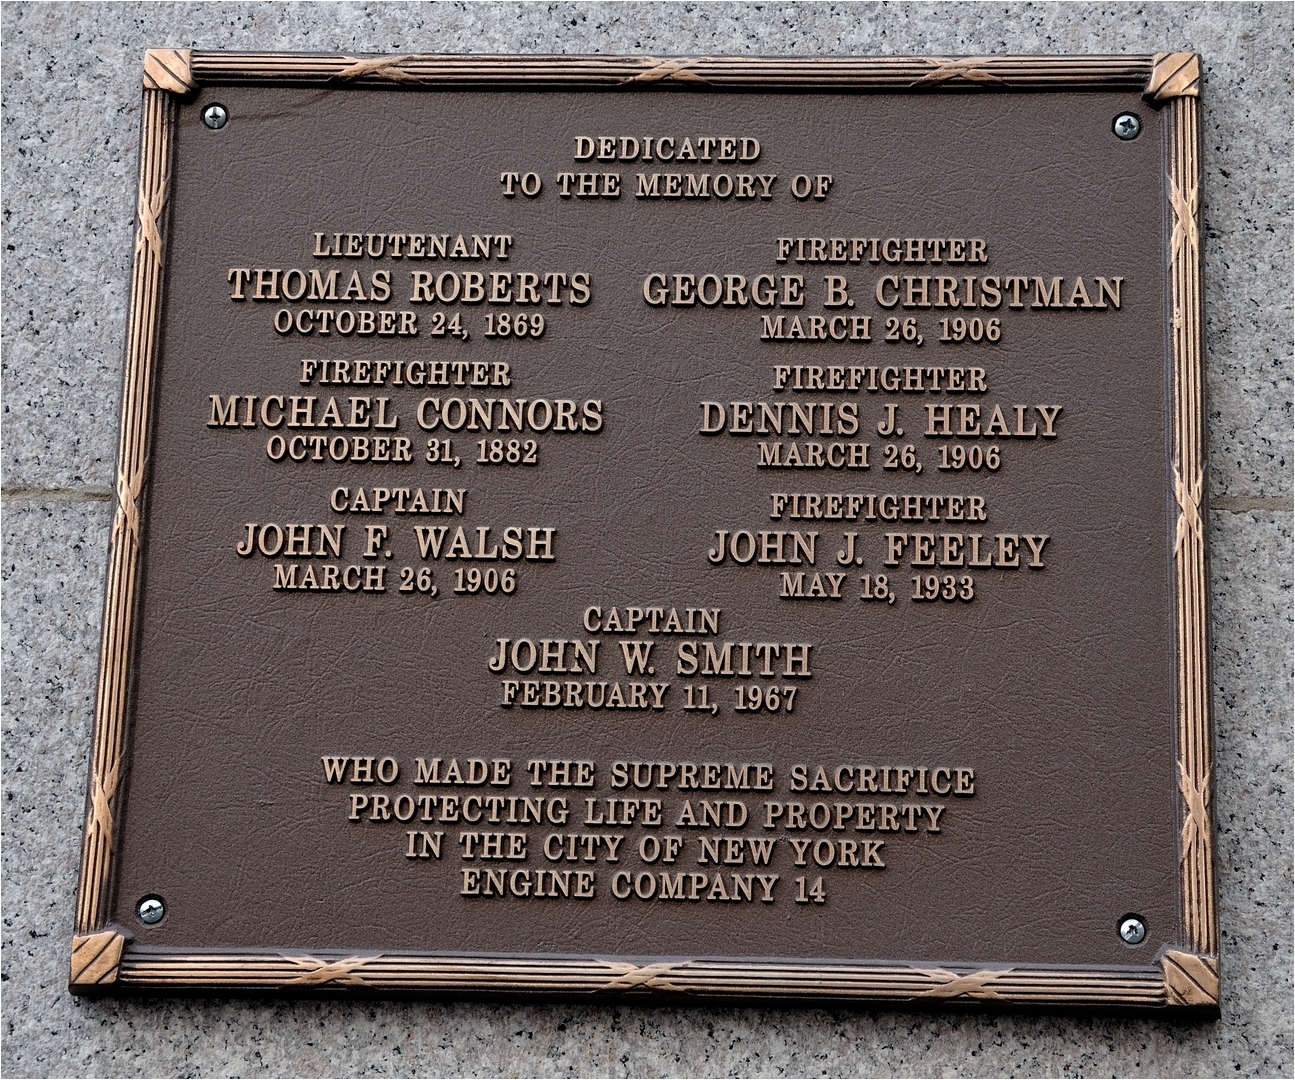 DEDICATED
TO THE MEMORY OF
LIEUTENANT
THOMAS ROBERTS
OCTOBER 24, 1869
FIREFIGHTER
MICHAEL CONNORS
OCTOBER 31, 1882
CAPTAIN
JOHN F. WALSH
MARCH 26, 1906
FIREFIGHTER
GEORGE B. CHRISTMAN
MARCH 26, 1906
FIREFIGHTER
DENNIS J. HEALY
MARCH 26, 1906
FIREFIGHTER
JOHN J. FEELEY
MAY 18, 1933
CAPTAIN
JOHN W. SMITH
FEBRUARY 11, 1967
WHO MADE THE SUPREME SACRIFICE
PROTECTING LIFE AND PROPERTY
IN THE CITY OF NEW YORK
ENGINE COMPANY 14